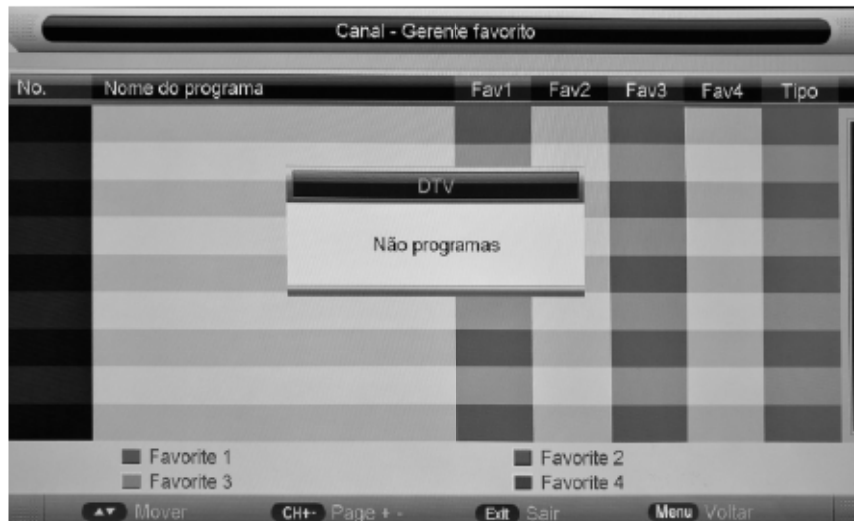 Canal - Gerente favorito
No. Nome do programa Fav1 Fav2 Fav3 Fav4 Tipo
DTV
Não programas
Favorite 1 Favorite 2
Favorite 3 Favorite 4
▲▼ Mover CH+- Page + - Exit Sair Menu Voltar